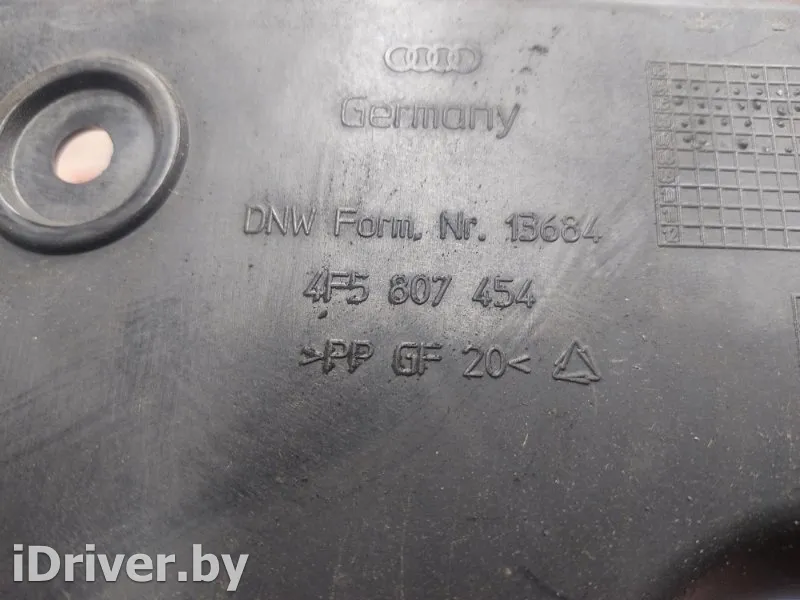 Germany
DNW Form. Nr. 13684
4F5 807 454
>PP GF 20<
iDriver.by